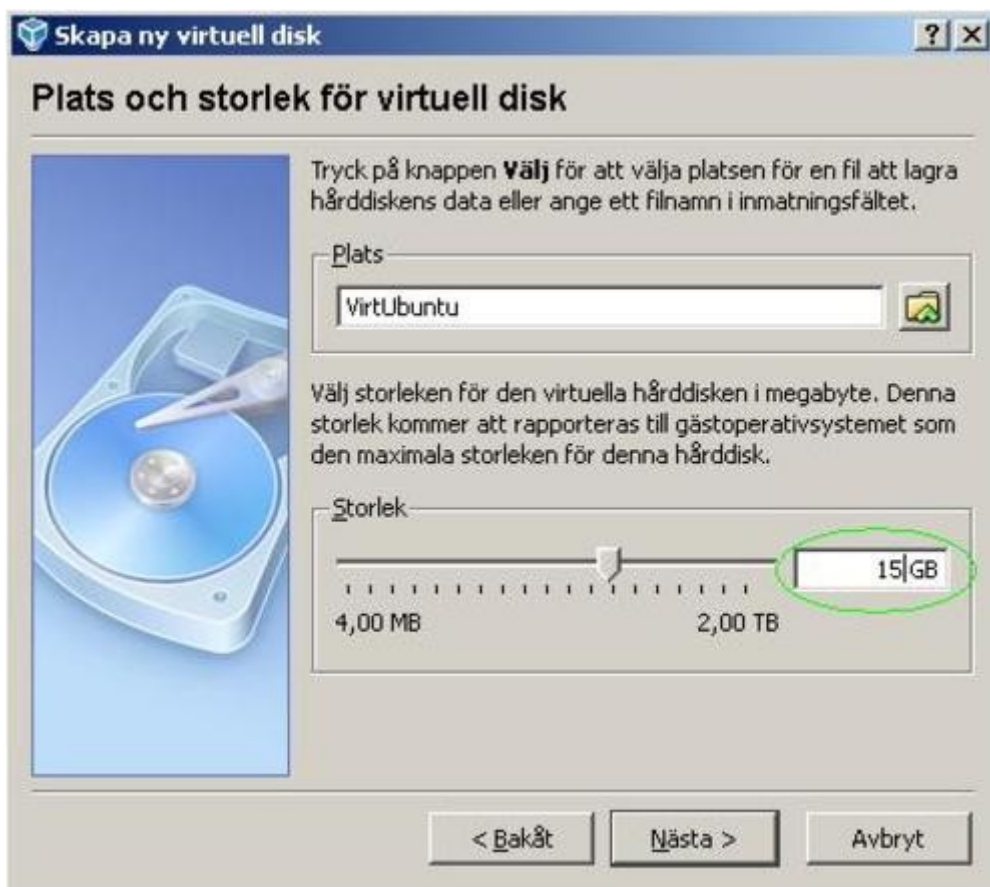 Skapa ny virtuell disk
Plats och storlek för virtuell disk
Tryck på knappen Välj för att välja platsen för en fil att lagra
hårddiskens data eller ange ett filnamn i inmatningsfältet.
Plats
VirtUbuntu
Välj storleken för den virtuella hårddisken i megabyte. Denna
storlek kommer att rapporteras till gästoperativsystemet som
den maximala storleken för denna hårddisk.
Storlek
15 GB
4,00 MB 2,00 TB
< Bakåt Nästa > Avbryt